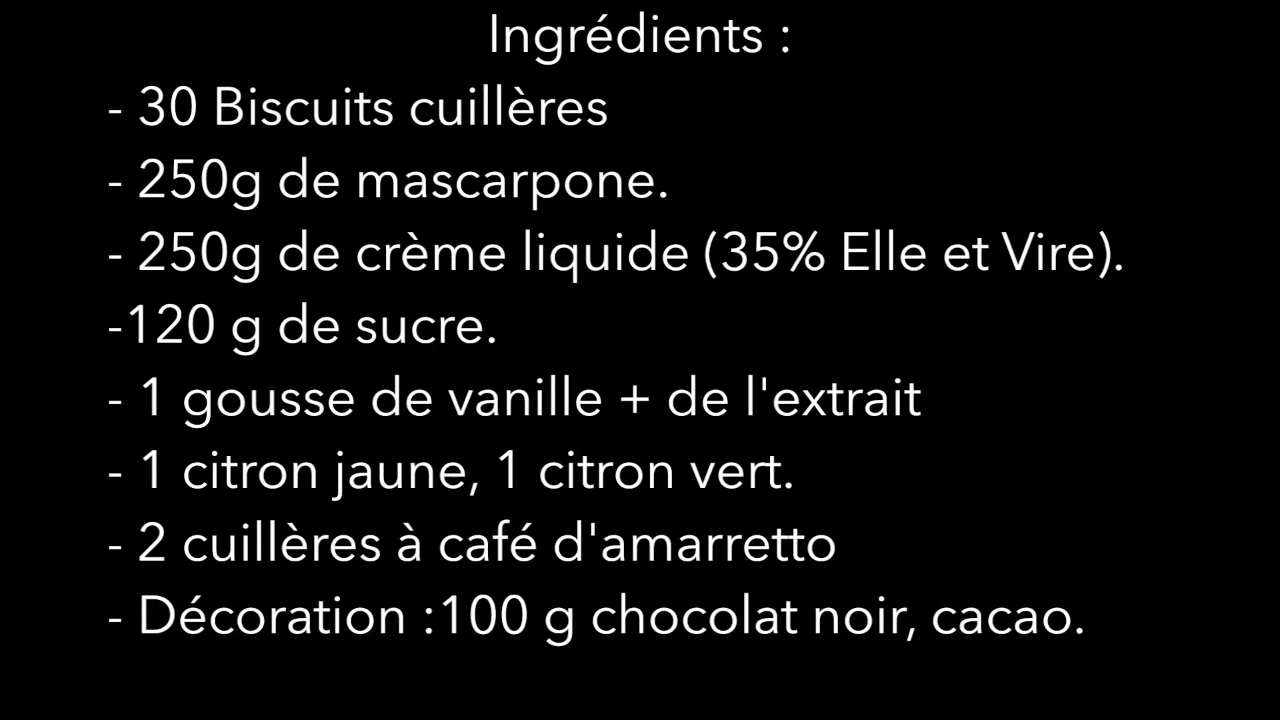 Ingrédients :
- 30 Biscuits cuillères
- 250g de mascarpone.
- 250g de crème liquide (35% Elle et Vire).
-120 g de sucre.
- 1 gousse de vanille + de l'extrait
- 1 citron jaune, 1 citron vert.
- 2 cuillères à café d'amarretto
- Décoration :100 g chocolat noir, cacao.